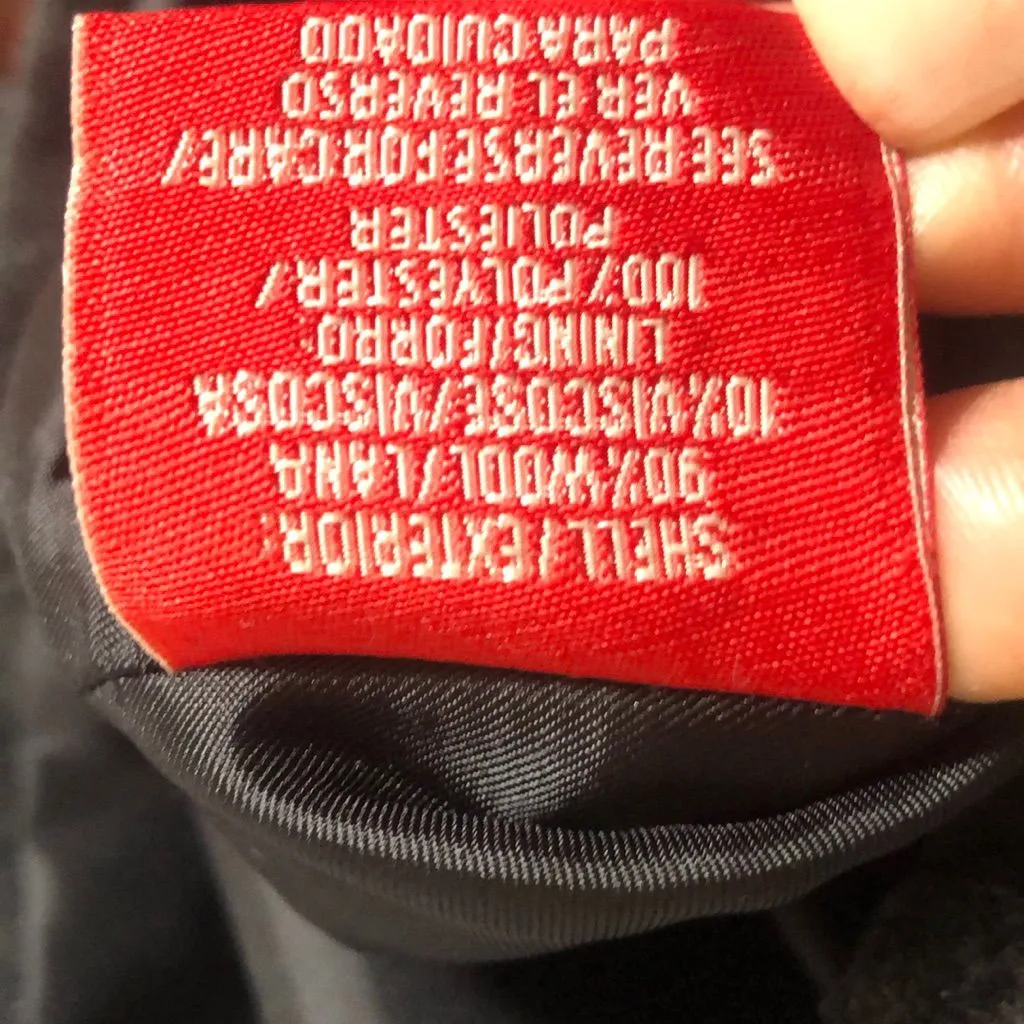 SHELL/EXTERIOR:
90% WOOL/LANA
10% VISCOSE/VISCOSA
LINING/FORRO
100% POLYESTER/
POLIESTER
SEE REVERSE FOR CARE/
VER EL REVERSO
PARA CUIDADO